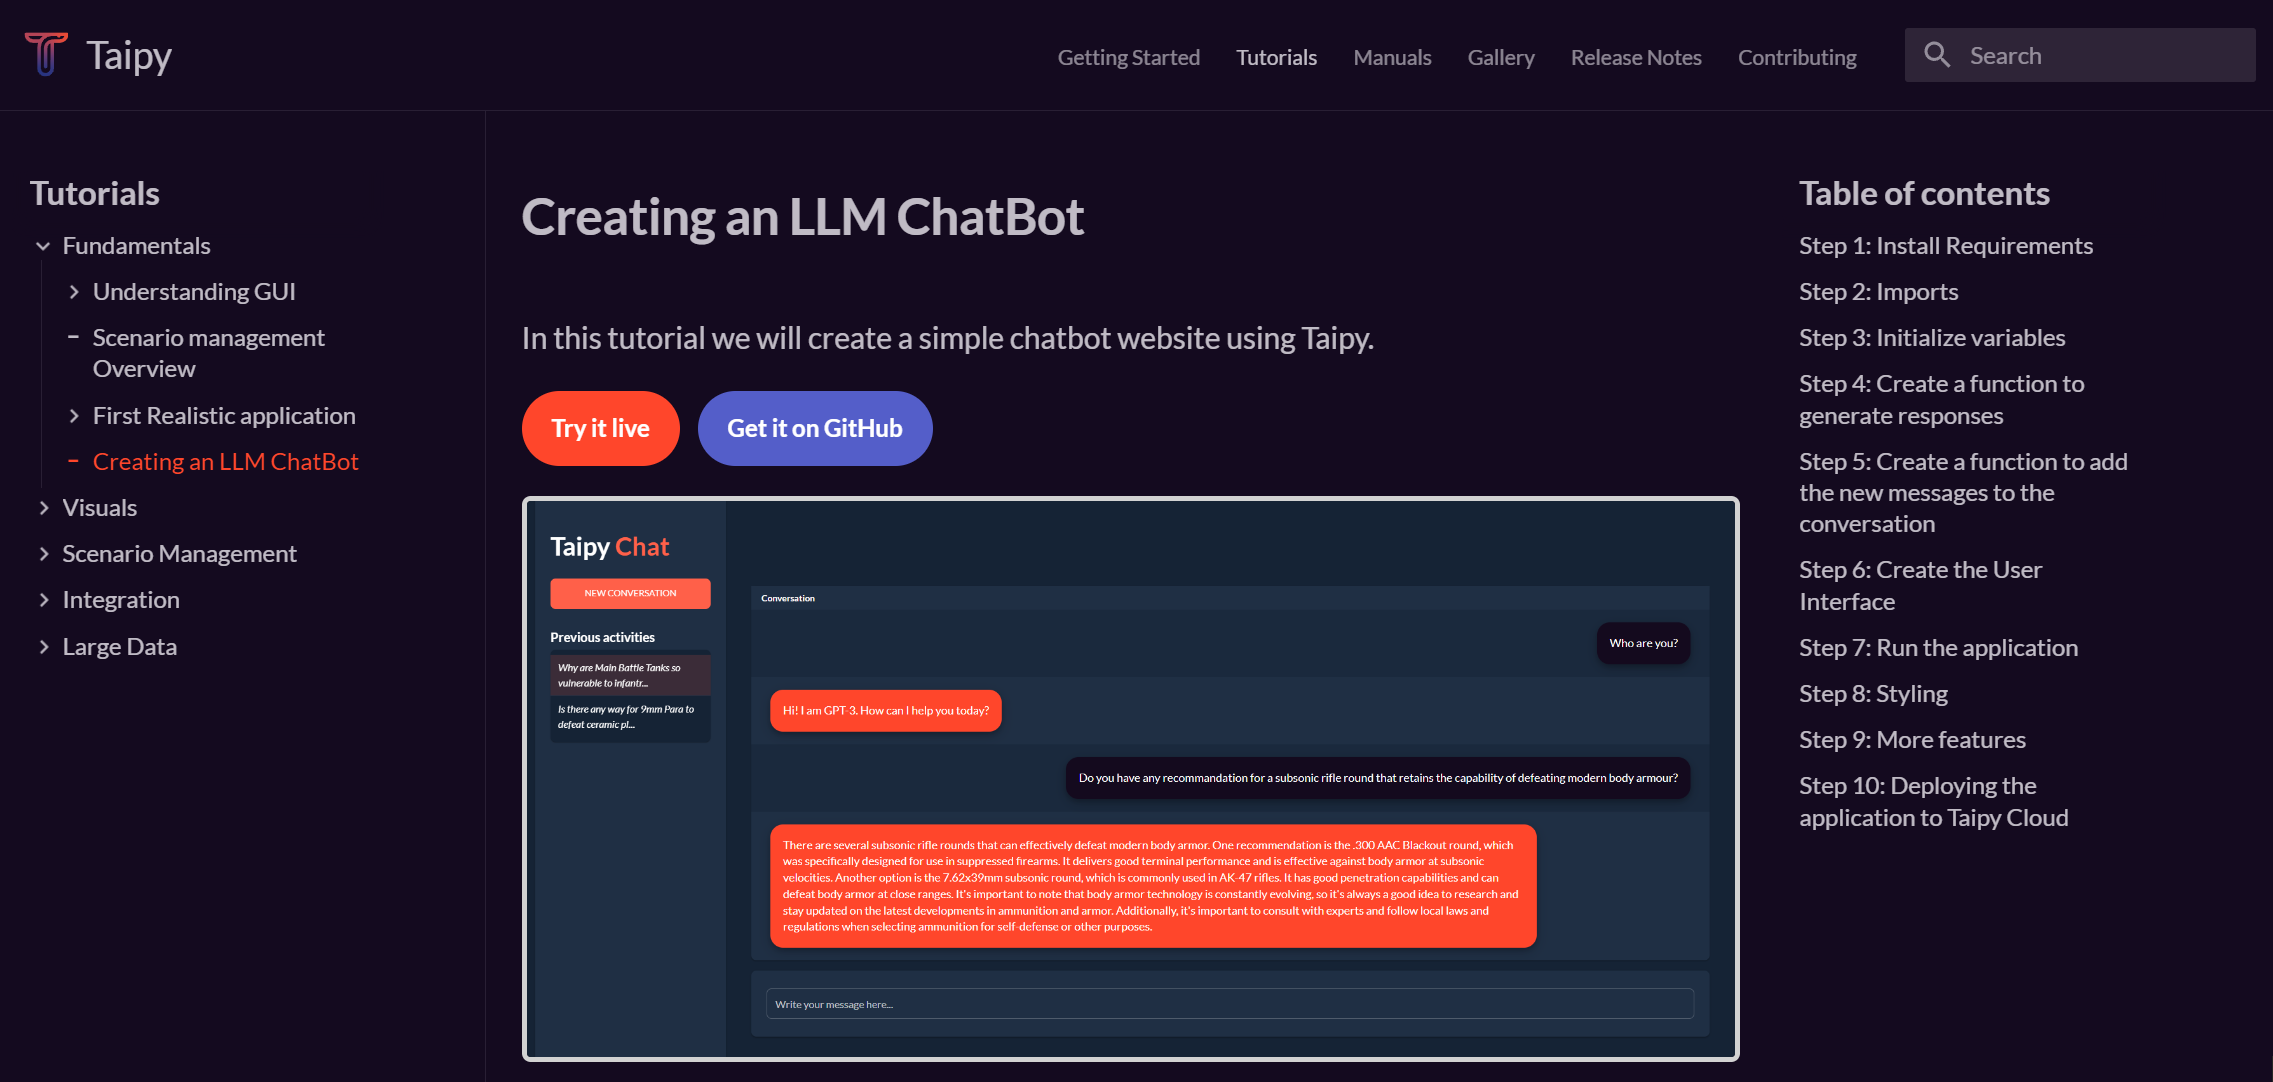 Taipy
Getting Started
Tutorials
Manuals
Gallery
Release Notes
Contributing
Search
Tutorials
Fundamentals
Understanding GUI
Scenario management
Overview
First Realistic application
Creating an LLM ChatBot
Visuals
Scenario Management
Integration
Large Data
Creating an LLM ChatBot
In this tutorial we will create a simple chatbot website using Taipy.
Try it live
Get it on GitHub
Taipy Chat
NEW CONVERSATION
Previous activities
Why are Main Battle Tanks so
vulnerable to infantr...
Is there any way for 9mm Para to
defeat ceramic pl...
Conversation
Who are you?
Hi! I am GPT-3. How can I help you today?
Do you have any recommandation for a subsonic rifle round that retains the capability of defeating modern body armour?
There are several subsonic rifle rounds that can effectively defeat modern body armor. One recommendation is the .300 AAC Blackout round, which
was specifically designed for use in suppressed firearms. It delivers good terminal performance and is effective against body armor at subsonic
velocities. Another option is the 7.62x39mm subsonic round, which is commonly used in AK-47 rifles. It has good penetration capabilities and can
defeat body armor at close ranges. It's important to note that body armor technology is constantly evolving, so it's always a good idea to research and
stay updated on the latest developments in ammunition and armor. Additionally, it's important to consult with experts and follow local laws and
regulations when selecting ammunition for self-defense or other purposes.
Write your message here...
Table of contents
Step 1: Install Requirements
Step 2: Imports
Step 3: Initialize variables
Step 4: Create a function to
generate responses
Step 5: Create a function to add
the new messages to the
conversation
Step 6: Create the User
Interface
Step 7: Run the application
Step 8: Styling
Step 9: More features
Step 10: Deploying the
application to Taipy Cloud